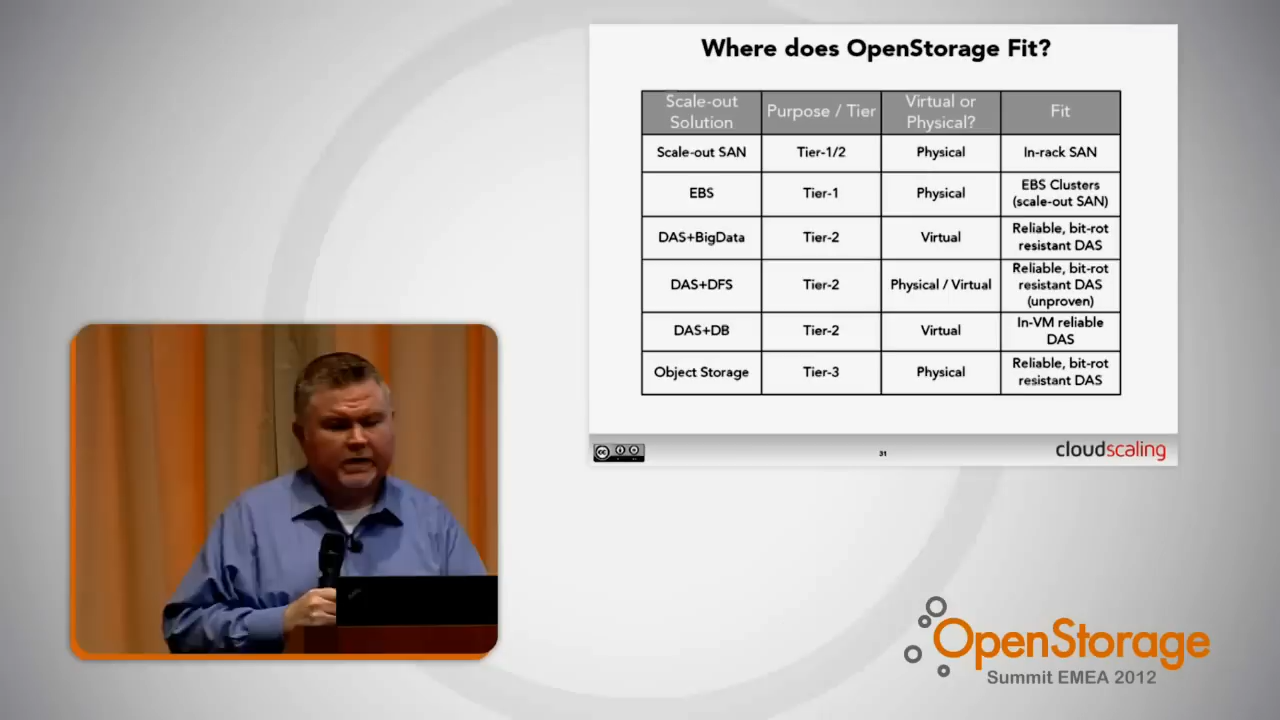 Where does OpenStorage Fit?
Scale-out
Solution
Purpose / Tier
Virtual or
Physical?
Fit
Scale-out SAN
Tier-1/2
Physical
In-rack SAN
EBS
Tier-1
Physical
EBS Clusters
(scale-out SAN)
DAS+BigData
Tier-2
Virtual
Reliable, bit-rot
resistant DAS
DAS+DFS
Tier-2
Physical / Virtual
Reliable, bit-rot
resistant DAS
(unproven)
DAS+DB
Tier-2
Virtual
In-VM reliable
DAS
Object Storage
Tier-3
Physical
Reliable, bit-rot
resistant DAS
cc
31
cloudscaling
OpenStorage
Summit EMEA 2012